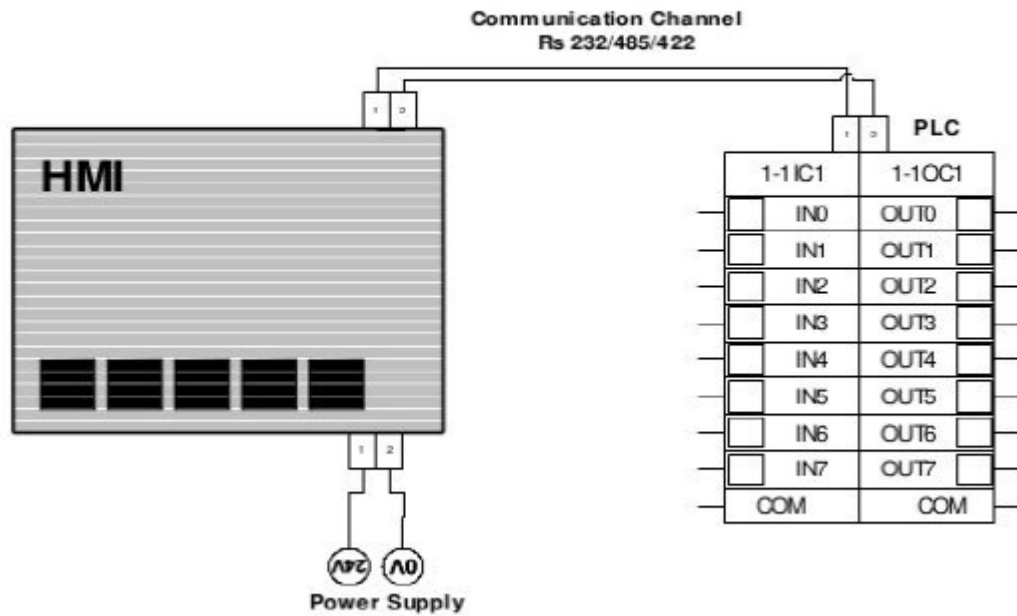 Communication Channel
Rs 232/485/422
1 2
1 2 PLC
HMI
1-1IC1 1-1OC1
IN0 OUT0
IN1 OUT1
IN2 OUT2
IN3 OUT3
IN4 OUT4
IN5 OUT5
IN6 OUT6
IN7 OUT7
COM COM
1 2
24V 0V
Power Supply